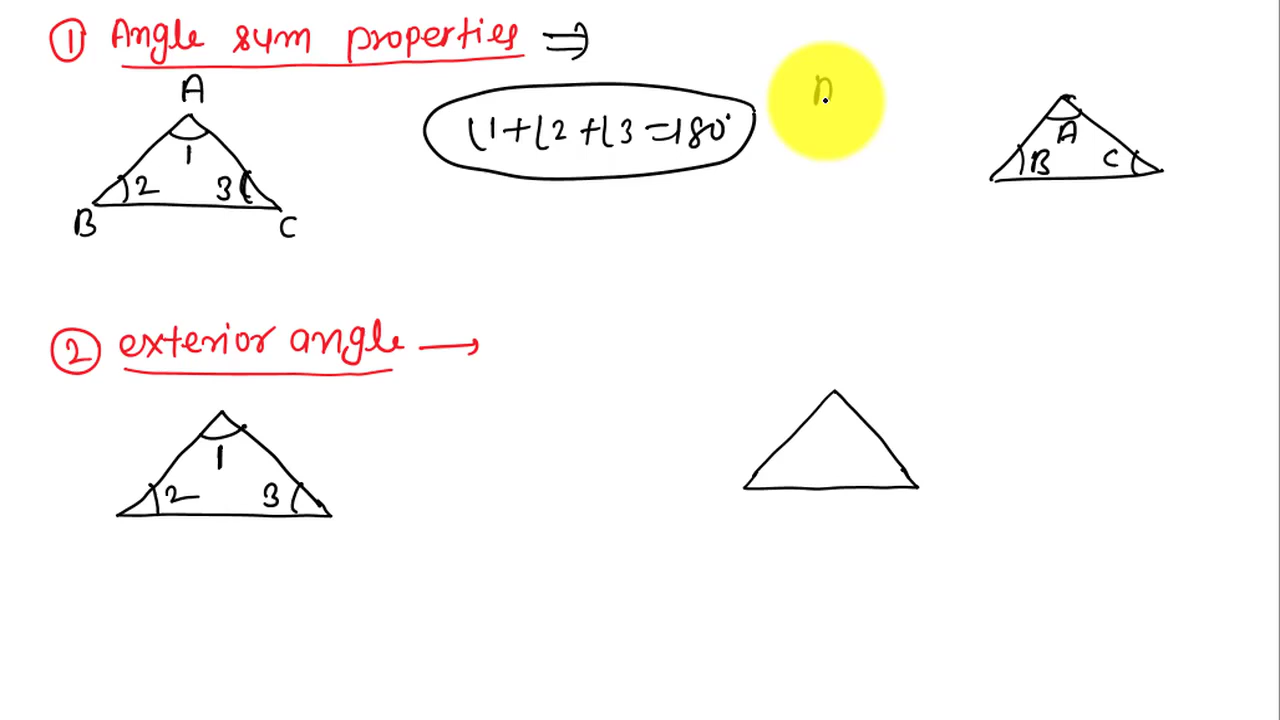 ① Angle sum properties ⇒
A
1
2 3
B C
∠1+∠2+∠3=180°
A
B C
② exterior angle →
1
2 3